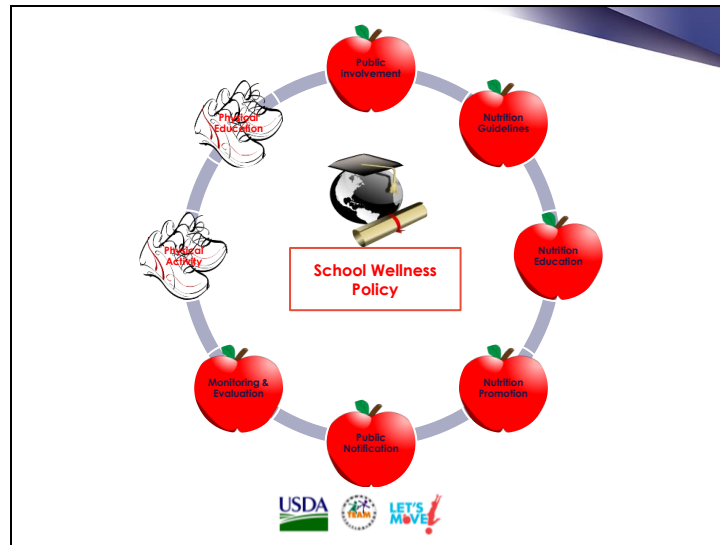 Public
Involvement
Physical
Education
Nutrition
Guidelines
Physical
Activity
School Wellness
Policy
Nutrition
Education
Monitoring &
Evaluation
Nutrition
Promotion
Public
Notification
USDA
TEAM
LET'S
MOVE!